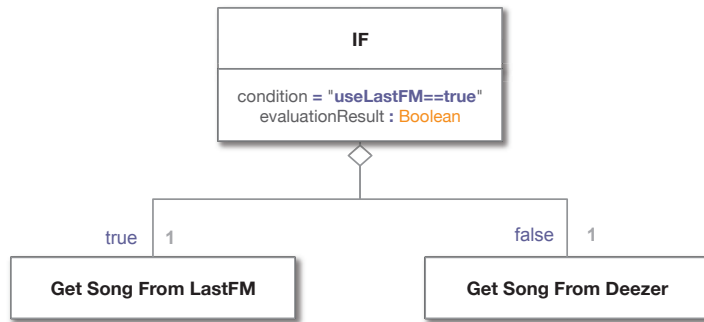 IF
condition = "useLastFM==true"
evaluationResult : Boolean
true 1 false 1
Get Song From LastFM Get Song From Deezer